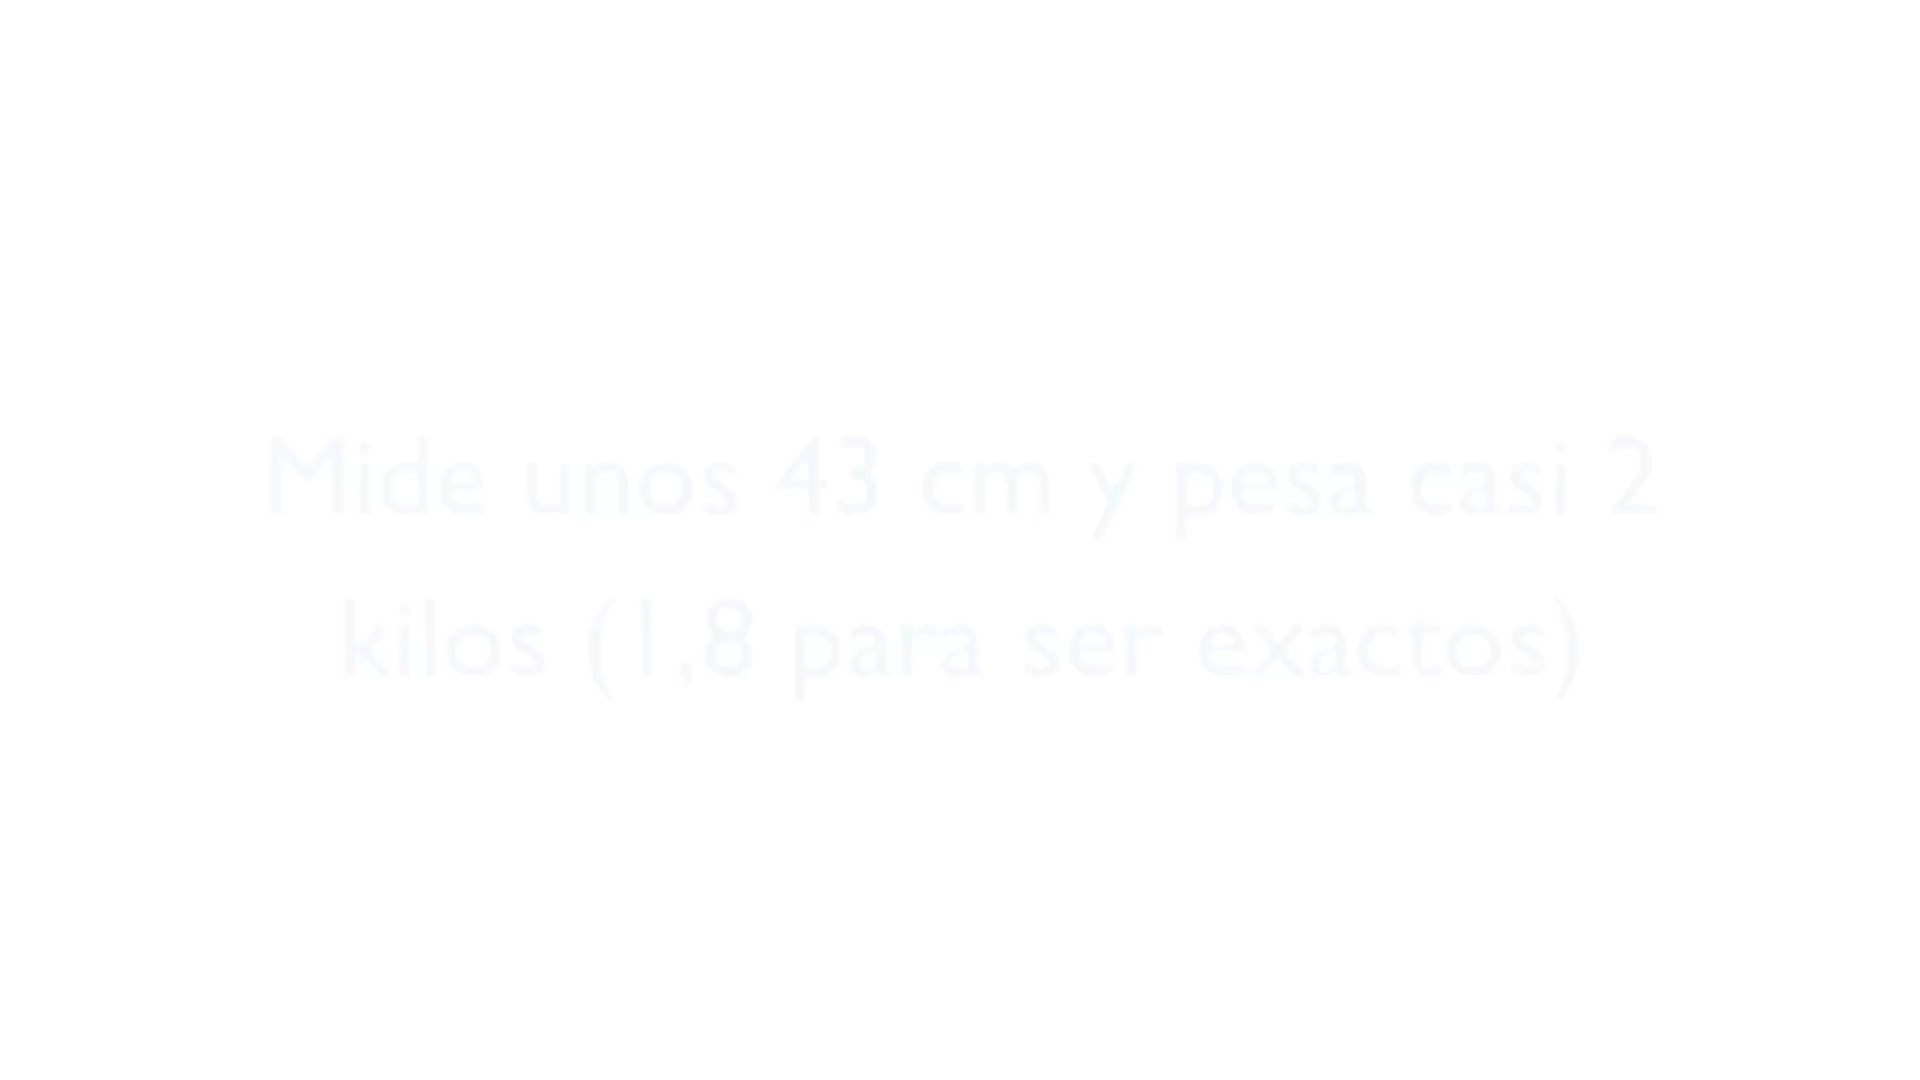 Mide unos 43 cm y pesa casi 2
kilos (1,8 para ser exactos)